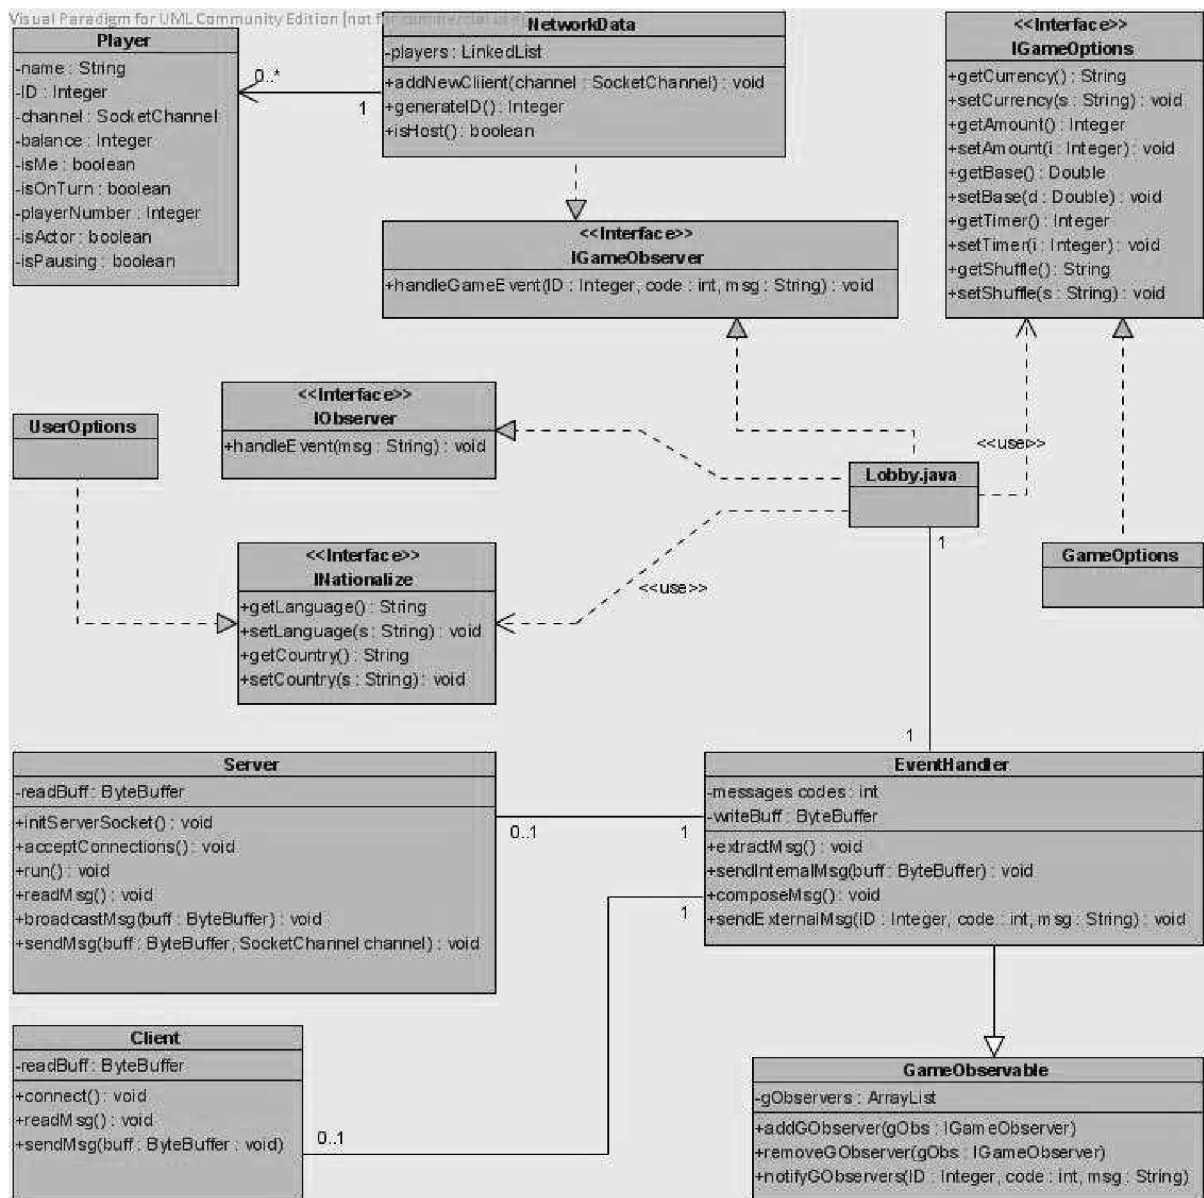 Visual Paradigm for UML Community Edition [not for commercial use]
Player
-name : String
-ID : Integer
-channel : SocketChannel
-balance : Integer
-isMe : boolean
-isOnTurn : boolean
-playerNumber : Integer
-isActor : boolean
-isPausing : boolean
0..*
1
NetworkData
-players : LinkedList
+addNewCliient(channel : SocketChannel) : void
+generateID() : Integer
+isHost() : boolean
<<Interface>>
IGameOptions
+getCurrency() : String
+setCurrency(s : String) : void
+getAmount() : Integer
+setAmount(i : Integer) : void
+getBase() : Double
+setBase(d : Double) : void
+getTimer() : Integer
+setTimer(i : Integer) : void
+getShuffle() : String
+setShuffle(s : String) : void
<<Interface>>
IGameObserver
+handleGameEvent(ID : Integer, code : int, msg : String) : void
<<Interface>>
IObserver
+handleEvent(msg : String) : void
UserOptions
<<use>>
Lobby.java
1
GameOptions
<<Interface>>
INationalize
+getLanguage() : String
+setLanguage(s : String) : void
+getCountry() : String
+setCountry(s : String) : void
<<use>>
1
Server
-readBuff : ByteBuffer
+initServerSocket() : void
+acceptConnections() : void
+run() : void
+readMsg() : void
+broadcastMsg(buff : ByteBuffer) : void
+sendMsg(buff : ByteBuffer, SocketChannel channel) : void
0..1
1
EventHandler
-messages codes : int
-writeBuff : ByteBuffer
+extractMsg() : void
+sendInternalMsg(buff : ByteBuffer) : void
+composeMsg() : void
+sendExternalMsg(ID : Integer, code : int, msg : String) : void
1
Client
-readBuff : ByteBuffer
+connect() : void
+readMsg() : void
+sendMsg(buff : ByteBuffer : void)
0..1
GameObservable
-gObservers : ArrayList
+addGObserver(gObs : IGameObserver)
+removeGObserver(gObs : IGameObserver)
+notifyGObservers(ID : Integer, code : int, msg : String)